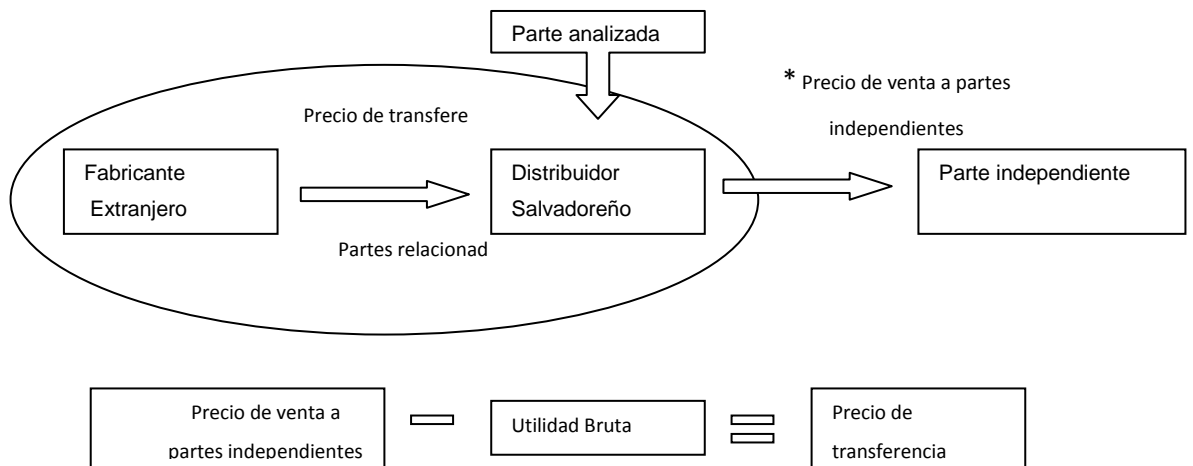 Parte analizada
* Precio de venta a partes
independientes
Precio de transfere
Fabricante
Extranjero
Distribuidor
Salvadoreño
Parte independiente
Partes relacionad
Precio de venta a
partes independientes
Utilidad Bruta
Precio de
transferencia